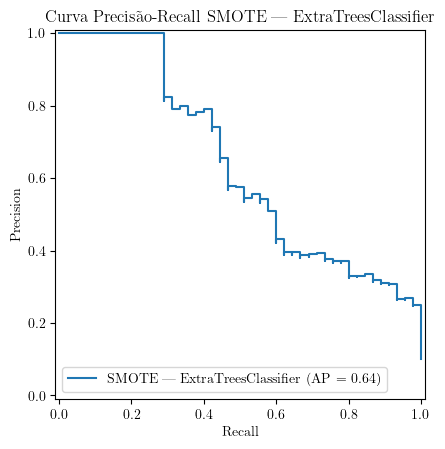 Curva Precisão-Recall SMOTE — ExtraTreesClassifier
1.0
0.8
0.6
0.4
0.2
0.0
Precision
SMOTE — ExtraTreesClassifier (AP = 0.64)
0.0 0.2 0.4 0.6 0.8 1.0
Recall